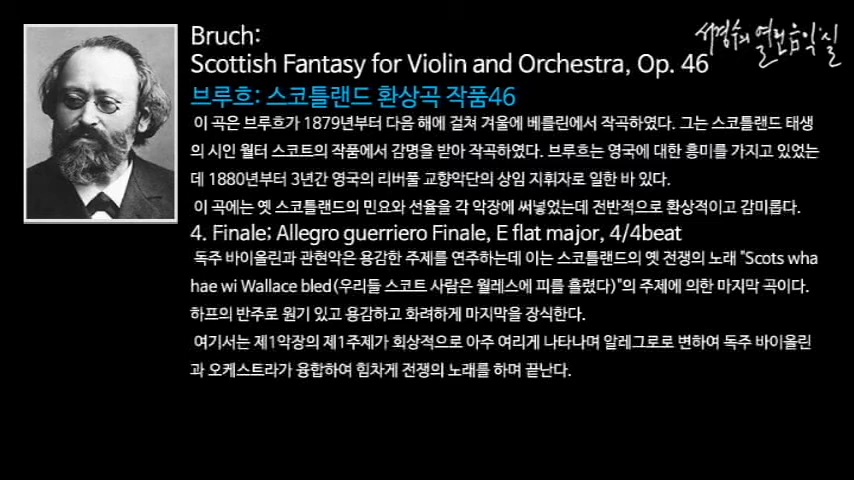 Bruch:
서경수의 열린음악실
Scottish Fantasy for Violin and Orchestra, Op. 46
브루흐: 스코틀랜드 환상곡 작품46
이 곡은 브루흐가 1879년부터 다음 해에 걸쳐 겨울에 베를린에서 작곡하였다. 그는 스코틀랜드 태생
의 시인 월터 스코트의 작품에서 감명을 받아 작곡하였다. 브루흐는 영국에 대한 흥미를 가지고 있었는
데 1880년부터 3년간 영국의 리버풀 교향악단의 상임 지휘자로 일한 바 있다.
이 곡에는 옛 스코틀랜드의 민요와 선율을 각 악장에 써넣었는데 전반적으로 환상적이고 감미롭다.
4. Finale; Allegro guerriero Finale, E flat major, 4/4beat
독주 바이올린과 관현악은 용감한 주제를 연주하는데 이는 스코틀랜드의 옛 전쟁의 노래 "Scots wha
hae wi Wallace bled(우리들 스코트 사람은 월레스에 피를 흘렸다)"의 주제에 의한 마지막 곡이다.
하프의 반주로 원기 있고 용감하고 화려하게 마지막을 장식한다.
여기서는 제1악장의 제1주제가 회상적으로 아주 여리게 나타나며 알레그로로 변하여 독주 바이올린
과 오케스트라가 융합하여 힘차게 전쟁의 노래를 하며 끝난다.